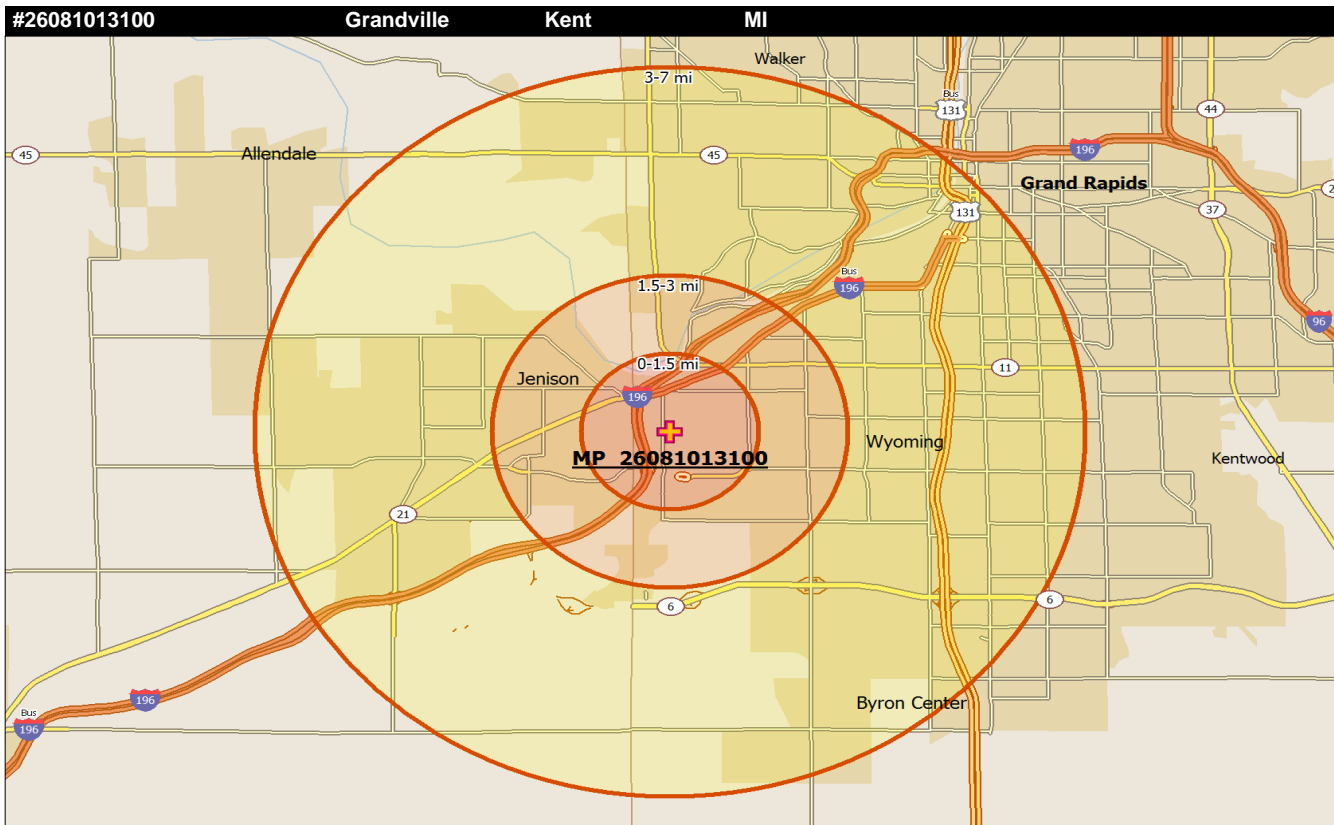 #26081013100 Grandville Kent MI
Walker
3-7 mi
Bus
131
44
45
Allendale
45
196
Grand Rapids
2
37
131
Bus
196
1.5-3 mi
96
0-1.5 mi
11
Jenison
196
Wyoming
MP 26081013100
Kentwood
21
6
6
Byron Center
196
Bus
196